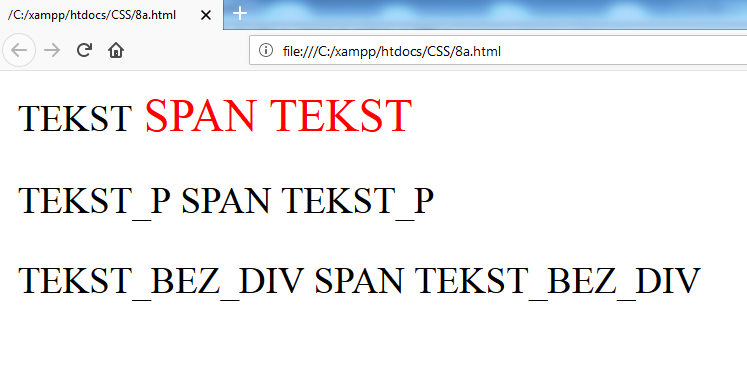 /C:/xampp/htdocs/CSS/8a.html
file:///C:/xampp/htdocs/CSS/8a.html
TEKST SPAN TEKST
TEKST_P SPAN TEKST_P
TEKST_BEZ_DIV SPAN TEKST_BEZ_DIV